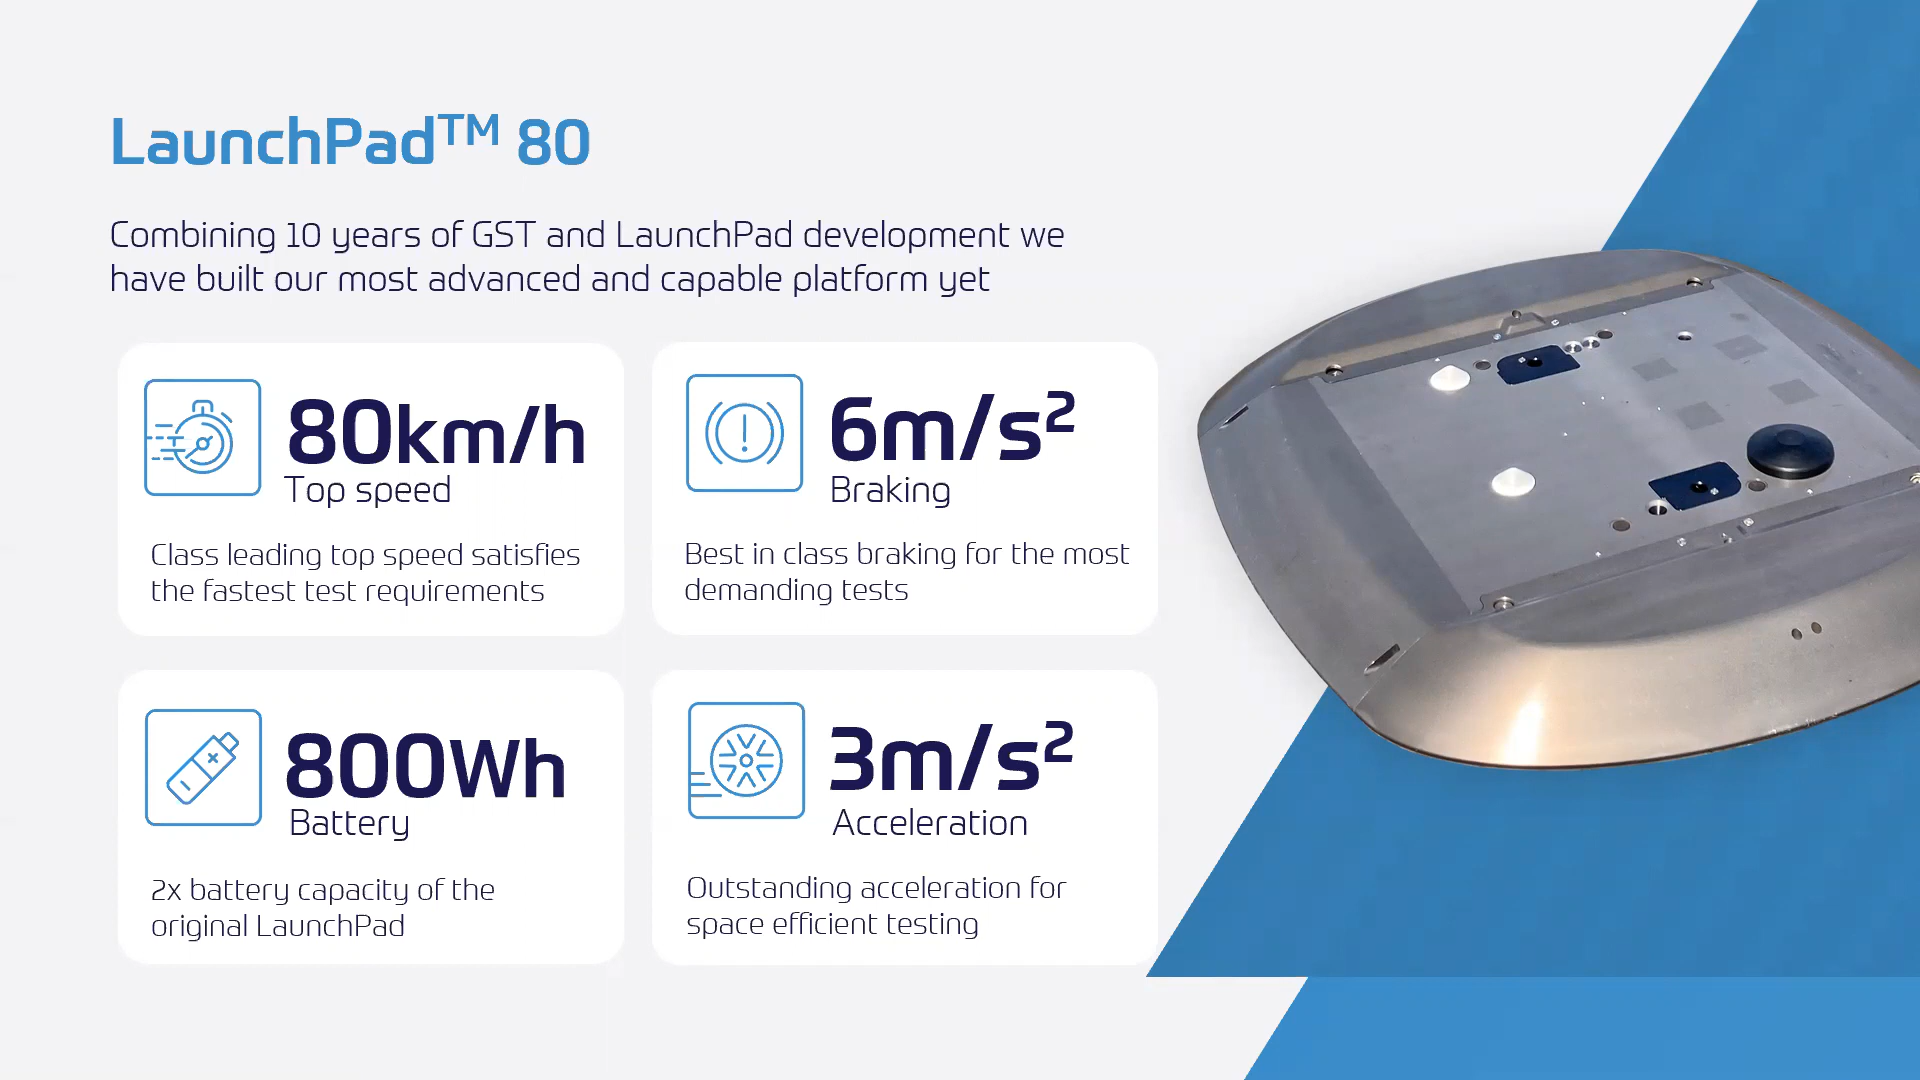 LaunchPad™ 80
Combining 10 years of GST and LaunchPad development we
have built our most advanced and capable platform yet
80km/h
Top speed
Class leading top speed satisfies
the fastest test requirements
6m/s²
Braking
Best in class braking for the most
demanding tests
800Wh
Battery
2x battery capacity of the
original LaunchPad
3m/s²
Acceleration
Outstanding acceleration for
space efficient testing